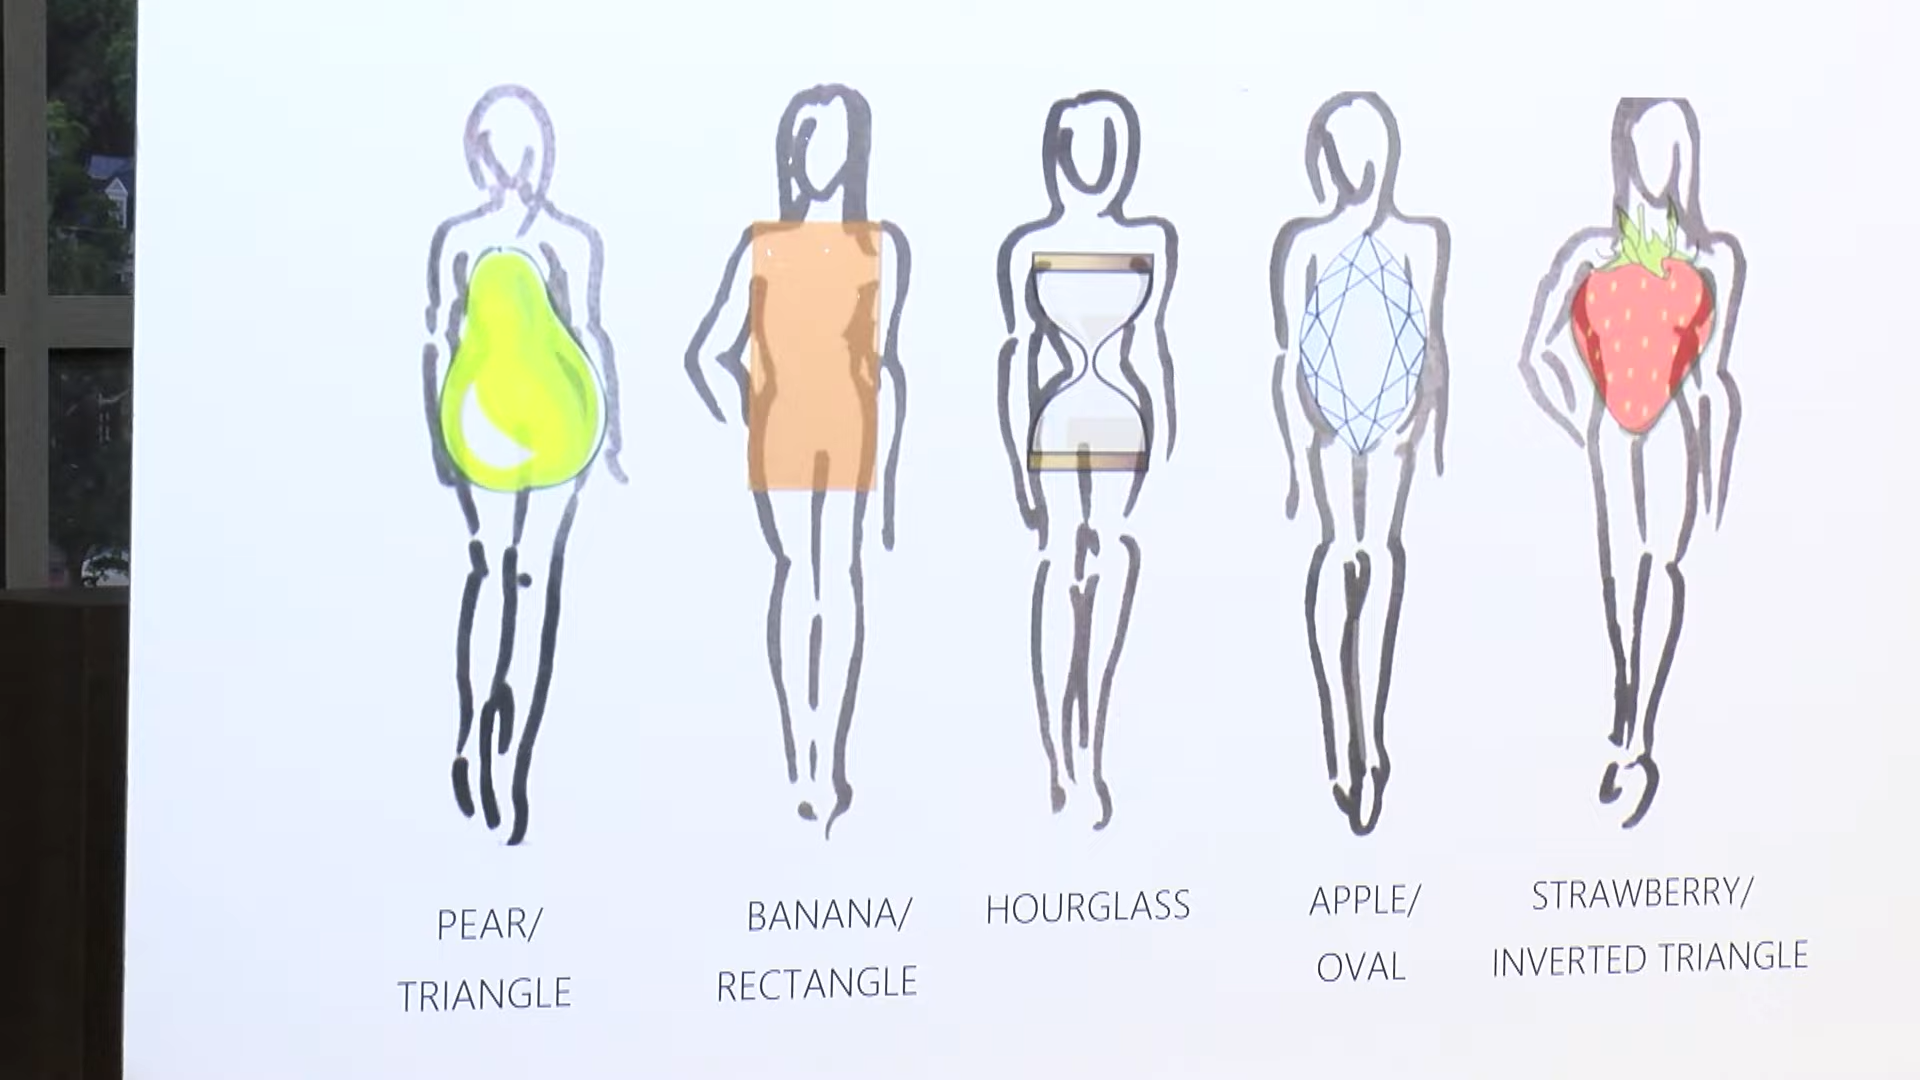 PEAR/
TRIANGLE
BANANA/
RECTANGLE
HOURGLASS
APPLE/
OVAL
STRAWBERRY/
INVERTED TRIANGLE